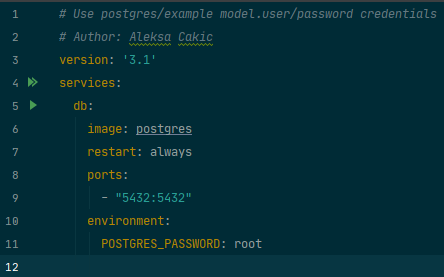 1 # Use postgres/example model.user/password credentials
2 # Author: Aleksa Cakic
3 version: '3.1'
4 services:
5 db:
6 image: postgres
7 restart: always
8 ports:
9 - "5432:5432"
10 environment:
11 POSTGRES_PASSWORD: root
12